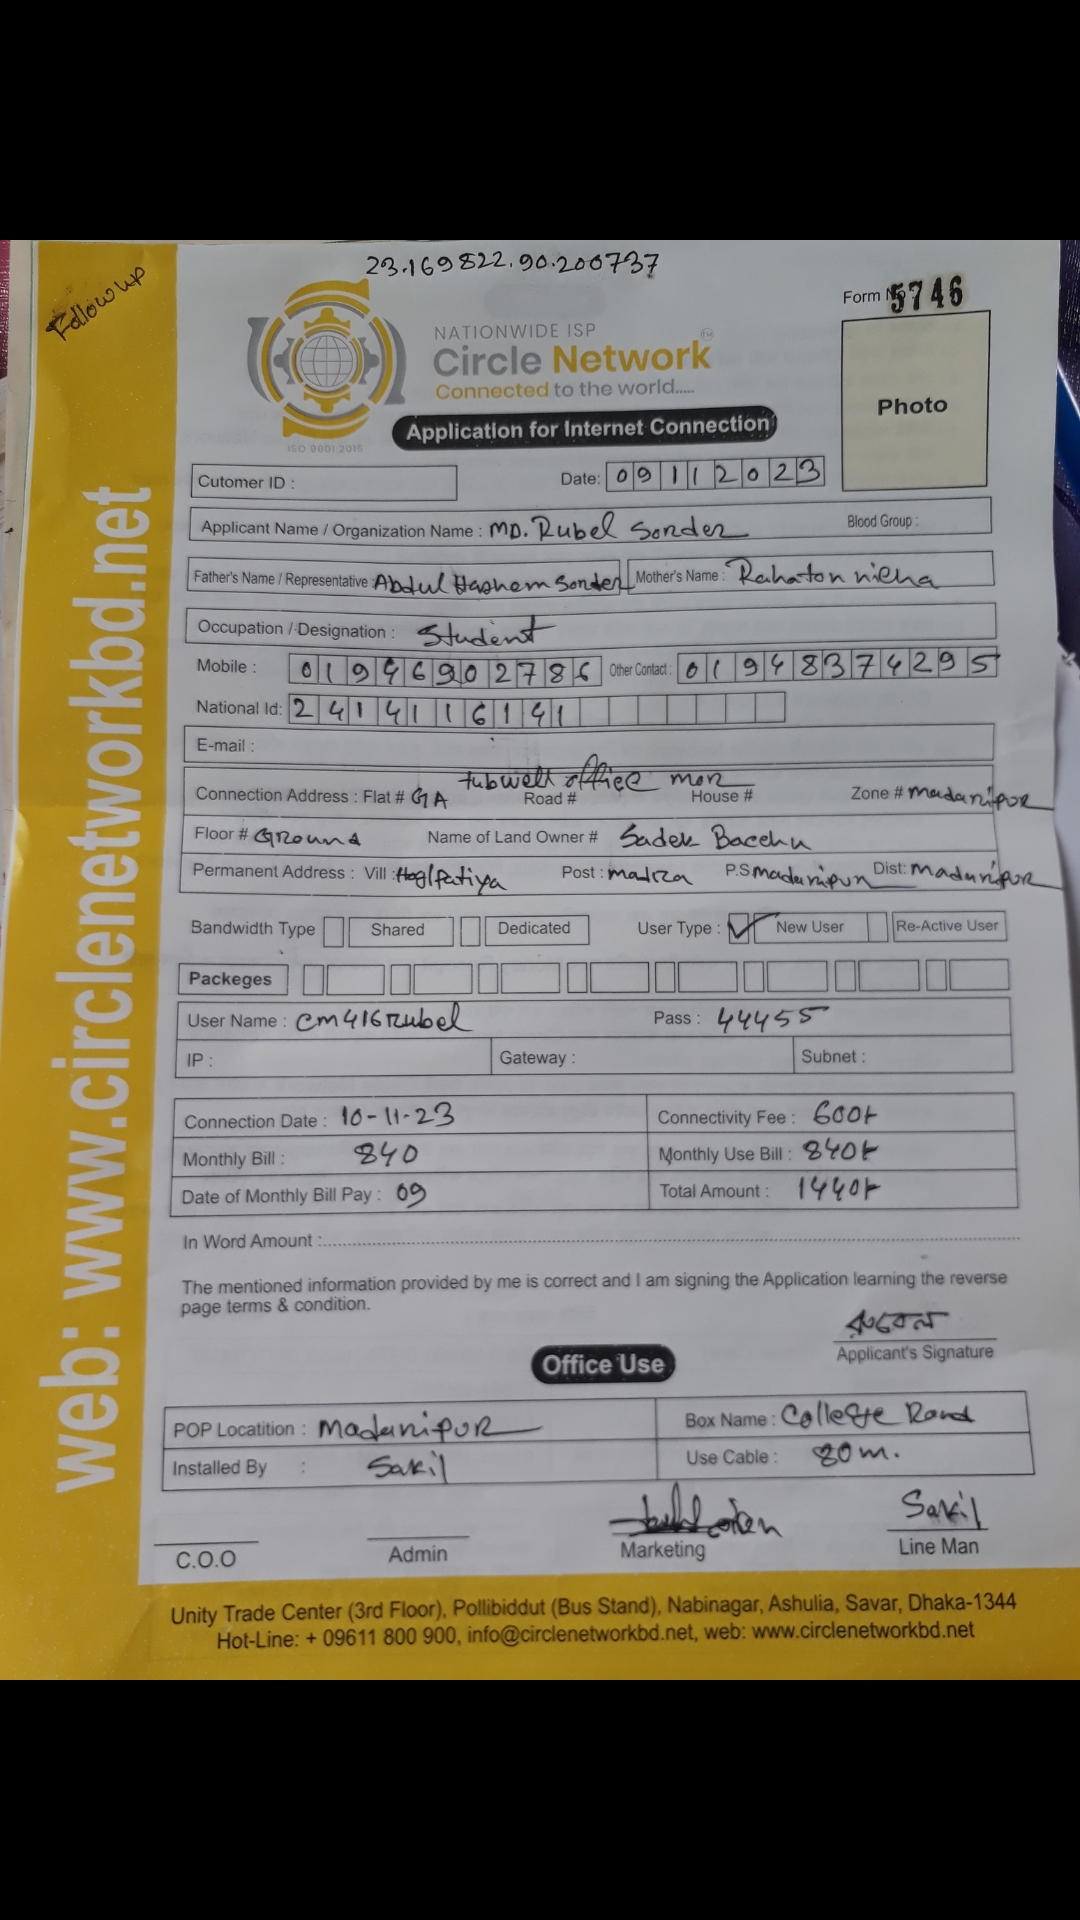 23.169822.90.200737
Follow up
Form No 5746
NATIONWIDE ISP
Circle Network
Connected to the world.....
ISO 9001:2015
Photo
Application for Internet Connection
Cutomer ID :
Date: 09112023
Applicant Name / Organization Name : MD. Rubel Sorder Blood Group :
Father's Name / Representative : Abdul Hashem Sorder Mother's Name : Rahaton nicha
Occupation / Designation : Student
Mobile : 01946902786 Other Contact : 01948374295
National Id: 2414116141
E-mail :
tubwell office mor
Connection Address : Flat # GA Road # House # Zone # madaripur
Floor # Ground Name of Land Owner # Sadek Bacchu
Permanent Address : Vill : Hoglpatiya Post : madra P.S madaripur Dist: madaripur
Bandwidth Type Shared Dedicated User Type : New User Re-Active User
Packeges
User Name : cm416rubel Pass : 44455
IP : Gateway : Subnet :
Connection Date : 10-11-23 Connectivity Fee : 600/-
Monthly Bill : 840 Monthly Use Bill : 840/-
Date of Monthly Bill Pay : 09 Total Amount : 1440/-
In Word Amount :
The mentioned information provided by me is correct and I am signing the Application learning the reverse
page terms & condition.
রুবেল
Applicant's Signature
Office Use
POP Locatition : Madaripur Box Name : College Road
Installed By : Sakil Use Cable : 80m.
Sakil
C.O.O Admin Marketing Line Man
Unity Trade Center (3rd Floor), Pollibiddut (Bus Stand), Nabinagar, Ashulia, Savar, Dhaka-1344
Hot-Line: + 09611 800 900, info@circlenetworkbd.net, web: www.circlenetworkbd.net
web: www.circlenetworkbd.net